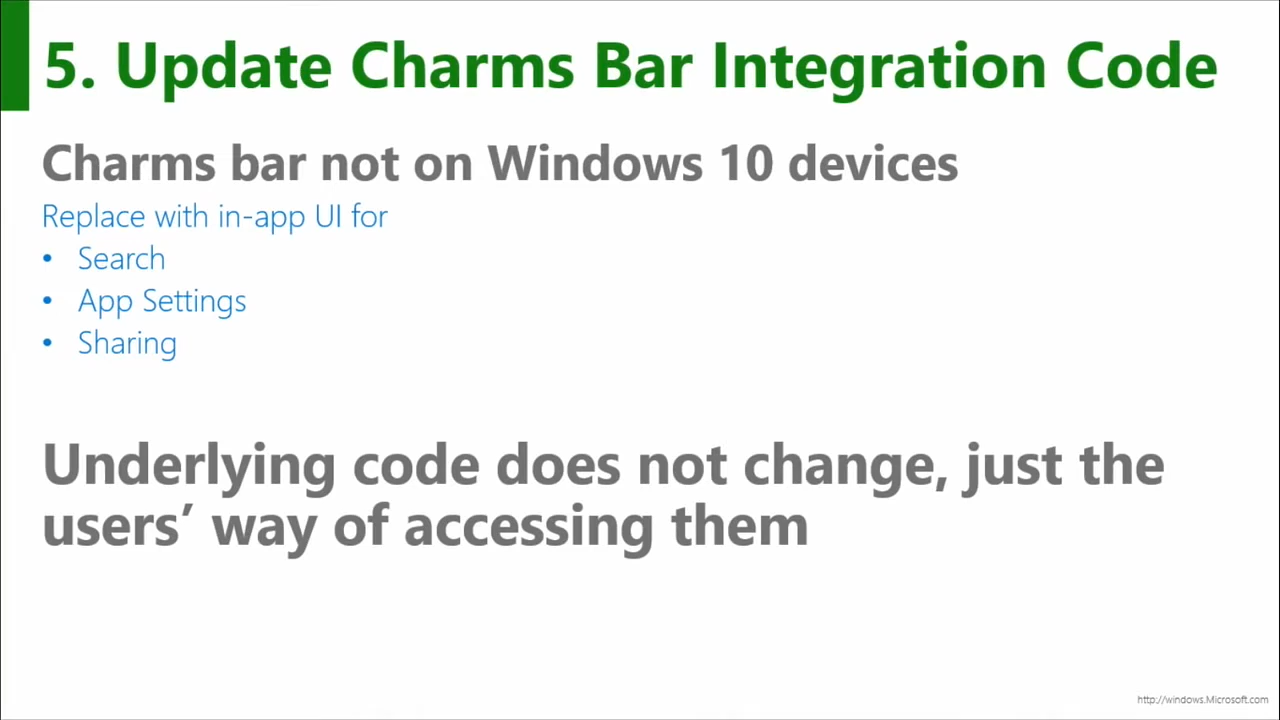 5. Update Charms Bar Integration Code
Charms bar not on Windows 10 devices
Replace with in-app UI for
• Search
• App Settings
• Sharing
Underlying code does not change, just the
users’ way of accessing them
http://windows.Microsoft.com